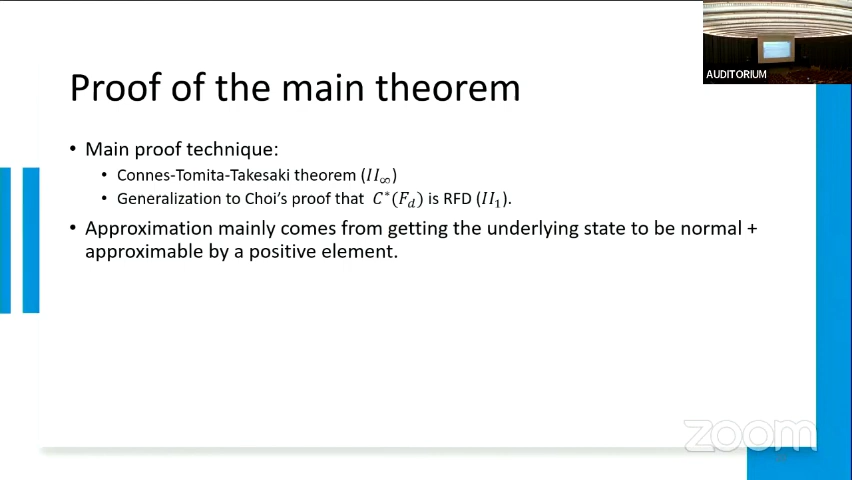 AUDITORIUM
Proof of the main theorem
• Main proof technique:
• Connes-Tomita-Takesaki theorem (II∞)
• Generalization to Choi's proof that C*(F_d) is RFD (II₁).
• Approximation mainly comes from getting the underlying state to be normal +
approximable by a positive element.
zoom